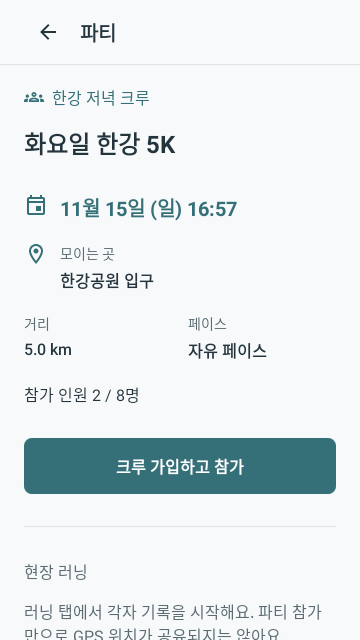 파티
한강 저녁 크루
화요일 한강 5K
11월 15일 (일) 16:57
모이는 곳
한강공원 입구
거리
페이스
5.0 km
자유 페이스
참가 인원 2 / 8명
크루 가입하고 참가
현장 러닝
러닝 탭에서 각자 기록을 시작해요. 파티 참가
만으로 GPS 위치가 공유되지는 않아요.